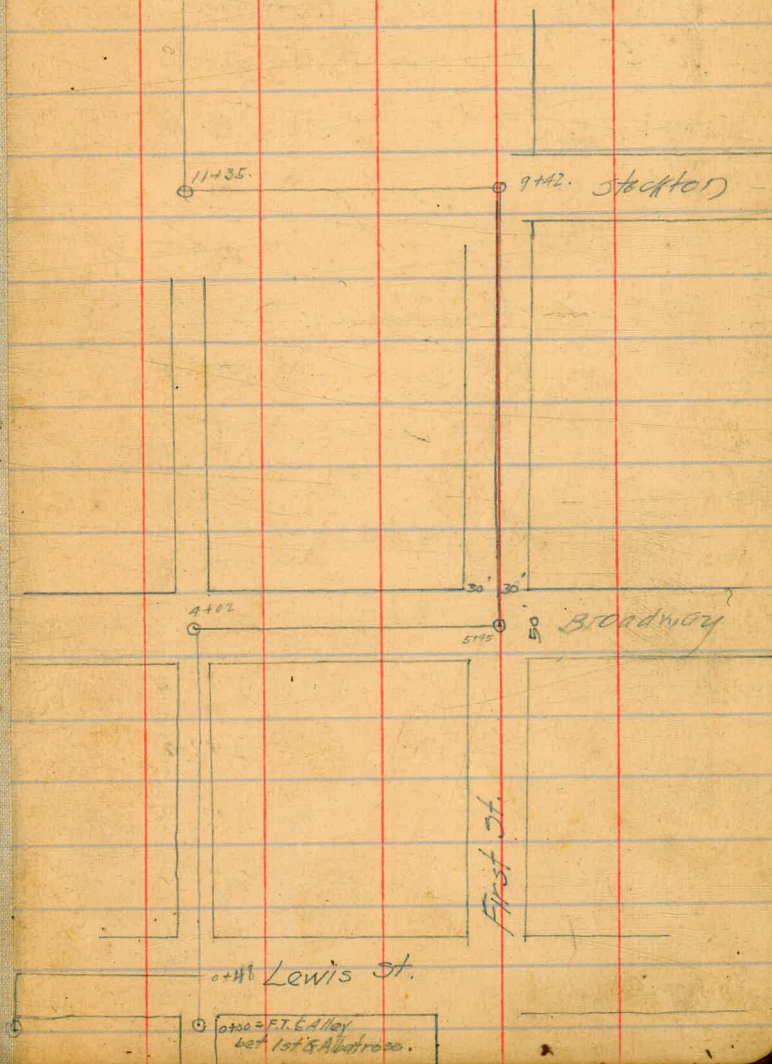 11+35.
9+42. Stockton
30' 30'
4+02
5+95
50'
Broadway
First St.
0+48 Lewis St.
0+00 = F.T. & Alley
bet 1st & Albatross.